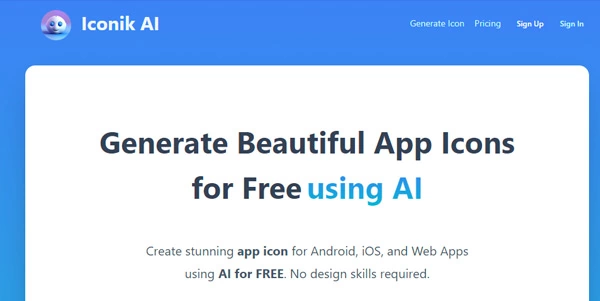 Iconik AI
Generate Icon Pricing Sign Up Sign In
Generate Beautiful App Icons
for Free using AI
Create stunning app icon for Android, iOS, and Web Apps
using AI for FREE. No design skills required.